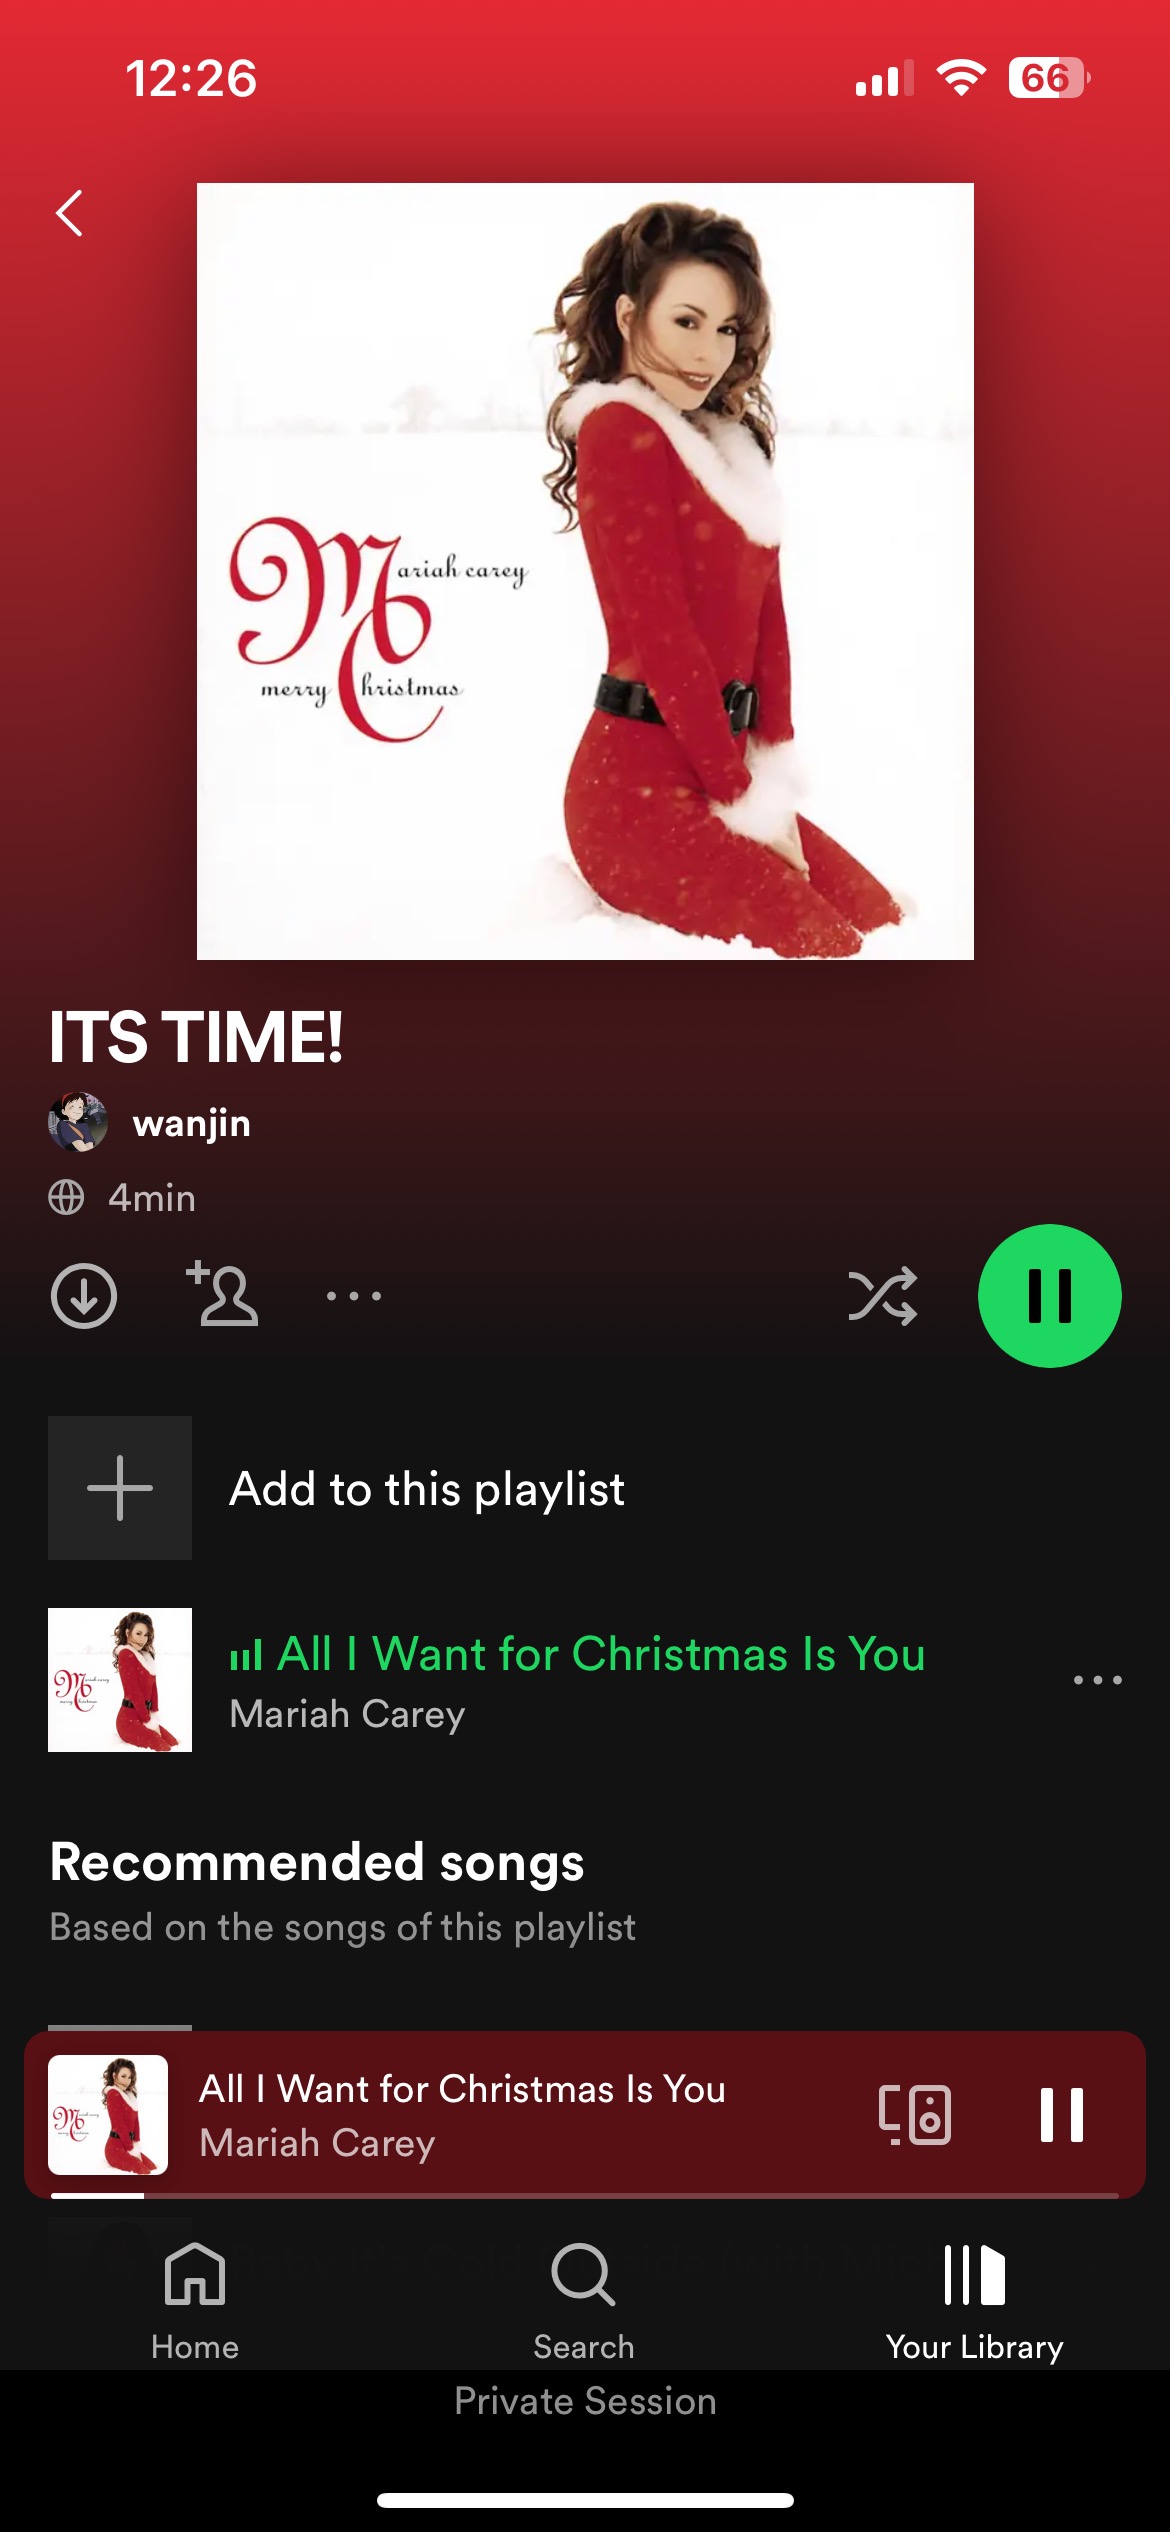 12:26
66
Mariah carey
merry Christmas
ITS TIME!
wanjin
4min
Add to this playlist
All I Want for Christmas Is You
Mariah Carey
Recommended songs
Based on the songs of this playlist
All I Want for Christmas Is You
Mariah Carey
Home
Search
Your Library
Private Session